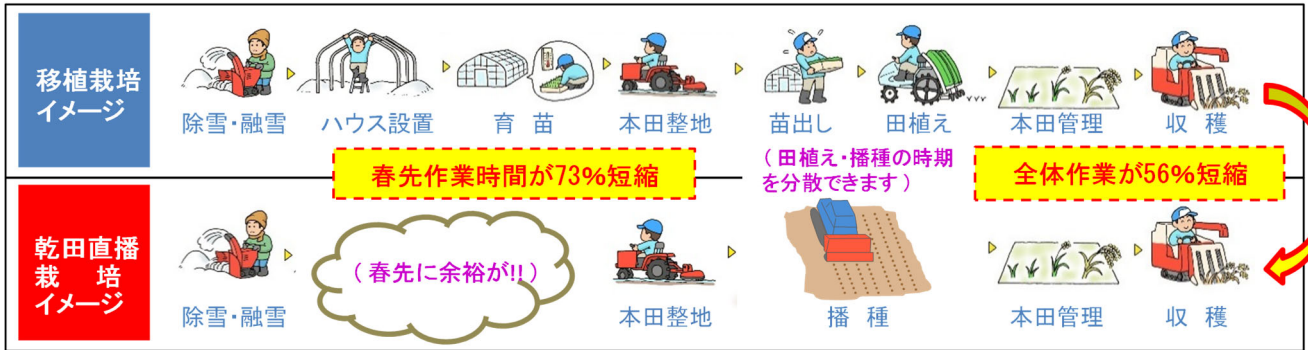 移植栽培
イメージ
除雪・融雪
ハウス設置
育 苗
本田整地
苗出し
田植え
本田管理
収 穫
春先作業時間が73%短縮
( 田植え・播種の時期
を分散できます )
全体作業が56%短縮
乾田直播
栽 培
イメージ
除雪・融雪
( 春先に余裕が!! )
本田整地
播 種
本田管理
収 穫